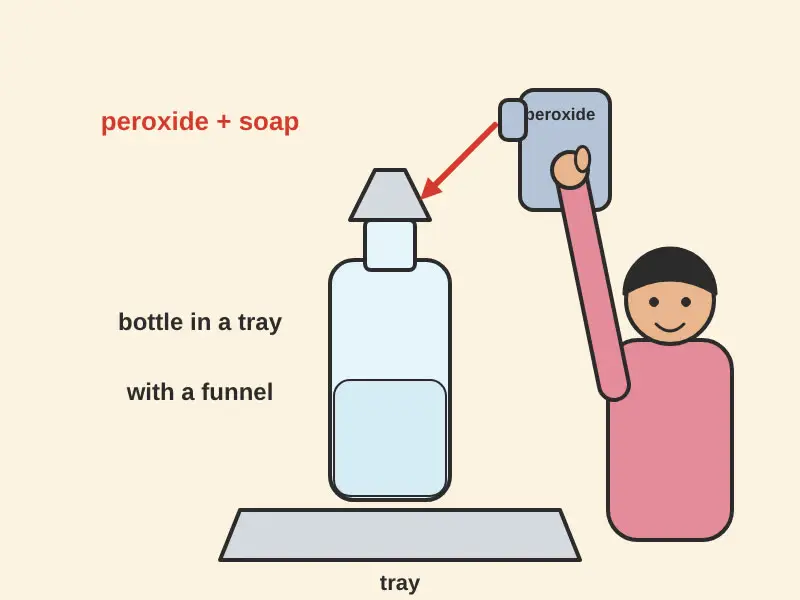 peroxide
peroxide + soap
bottle in a tray
with a funnel
tray